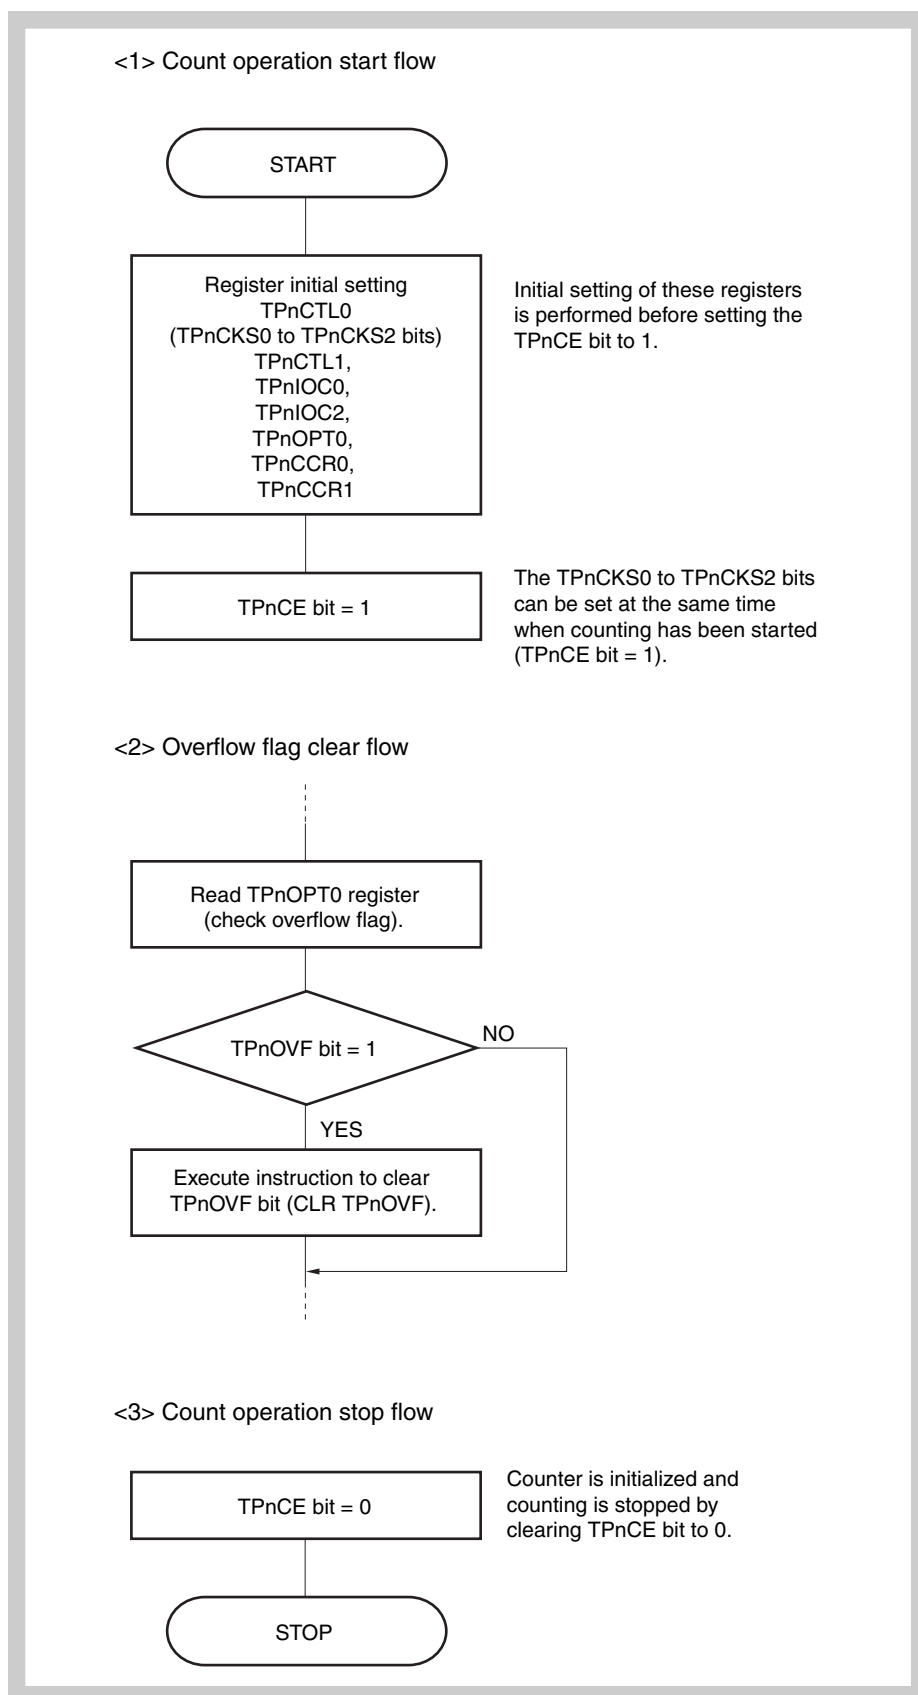 <1> Count operation start flow
START
Register initial setting
TPnCTL0
(TPnCKS0 to TPnCKS2 bits)
TPnCTL1,
TPnIOC0,
TPnIOC2,
TPnOPT0,
TPnCCR0,
TPnCCR1
Initial setting of these registers
is performed before setting the
TPnCE bit to 1.
TPnCE bit = 1
The TPnCKS0 to TPnCKS2 bits
can be set at the same time
when counting has been started
(TPnCE bit = 1).
<2> Overflow flag clear flow
Read TPnOPT0 register
(check overflow flag).
TPnOVF bit = 1
NO
YES
Execute instruction to clear
TPnOVF bit (CLR TPnOVF).
<3> Count operation stop flow
TPnCE bit = 0
Counter is initialized and
counting is stopped by
clearing TPnCE bit to 0.
STOP